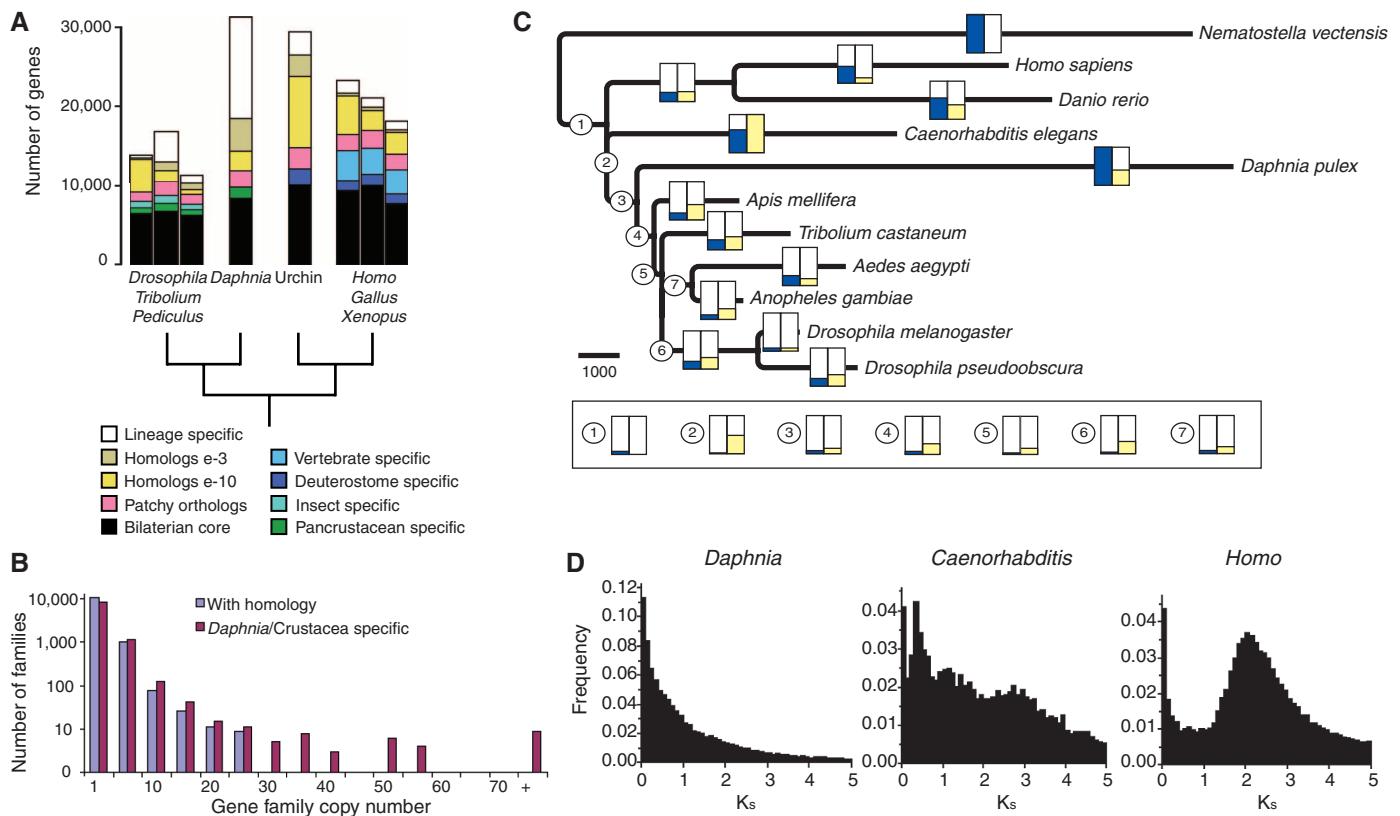 A
Number of genes
30,000
20,000
10,000
0
Drosophila
Tribolium
Pediculus
Daphnia
Urchin
Homo
Gallus
Xenopus
Lineage specific
Homologs e-3
Homologs e-10
Patchy orthologs
Bilaterian core
Vertebrate specific
Deuterostome specific
Insect specific
Pancrustacean specific
C
Nematostella vectensis
Homo sapiens
Danio rerio
Caenorhabditis elegans
Daphnia pulex
Apis mellifera
Tribolium castaneum
Aedes aegypti
Anopheles gambiae
Drosophila melanogaster
Drosophila pseudoobscura
1
2
3
4
5
7
6
1000
1
2
3
4
5
6
7
B
Number of families
10,000
1,000
100
10
0
With homology
Daphnia/Crustacea specific
1
10
20
30
40
50
60
70
+
Gene family copy number
D
Daphnia
Frequency
0.12
0.10
0.08
0.06
0.04
0.02
0.00
0 1 2 3 4 5
Ks
Caenorhabditis
0.04
0.03
0.02
0.01
0.00
0 1 2 3 4 5
Ks
Homo
0.04
0.03
0.02
0.01
0.00
0 1 2 3 4 5
Ks